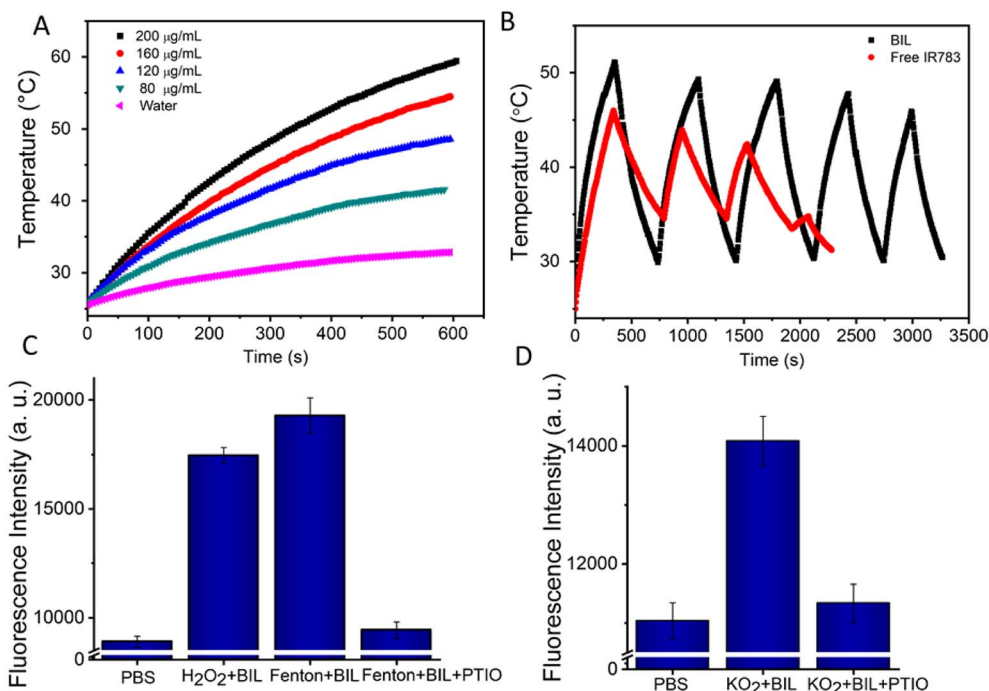 A
200 μg/mL
160 μg/mL
120 μg/mL
80 μg/mL
Water
60
50
40
30
Temperature (°C)
0 100 200 300 400 500 600
Time (s)
B
BIL
Free IR783
50
40
30
Temperature (°C)
0 500 1000 1500 2000 2500 3000 3500
Time (s)
C
20000
15000
10000
0
Fluorescence Intensity (a. u.)
PBS H2O2+BIL Fenton+BIL Fenton+BIL+PTIO
D
14000
12000
0
Fluorescence Intensity (a. u.)
PBS KO2+BIL KO2+BIL+PTIO